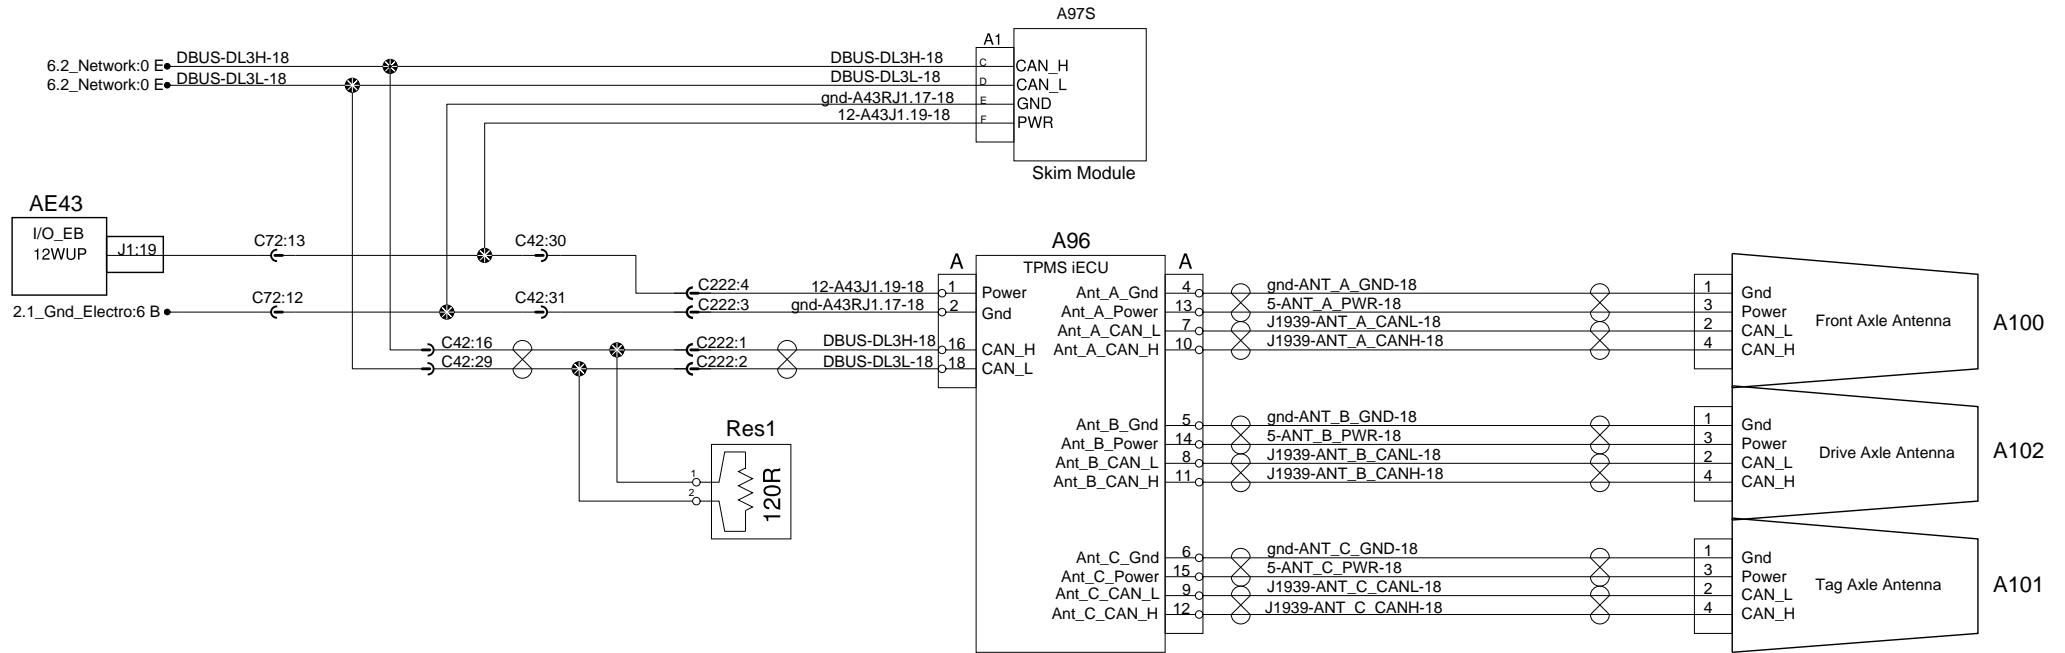 A97S
A1
6.2_Network:0 E DBUS-DL3H-18 DBUS-DL3H-18 C CAN_H
6.2_Network:0 E DBUS-DL3L-18 DBUS-DL3L-18 D CAN_L
gnd-A43RJ1.17-18 E GND
12-A43J1.19-18 F PWR
Skim Module
AE43
I/O_EB
12WUP
J1:19
C72:13
C42:30
C72:12
C42:31
2.1_Gnd_Electro:6 B
A96
A
TPMS iECU
A
C222:4 12-A43J1.19-18 1 Power
C222:3 gnd-A43RJ1.17-18 2 Gnd
C42:16 C222:1 DBUS-DL3H-18 16 CAN_H
C42:29 C222:2 DBUS-DL3L-18 18 CAN_L
Ant_A_Gnd 4 gnd-ANT_A_GND-18 1 Gnd
Ant_A_Power 13 5-ANT_A_PWR-18 3 Power
Ant_A_CAN_L 7 J1939-ANT_A_CANL-18 2 CAN_L
Ant_A_CAN_H 10 J1939-ANT_A_CANH-18 4 CAN_H
Front Axle Antenna
A100
Res1
1
2
120R
Ant_B_Gnd 5 gnd-ANT_B_GND-18 1 Gnd
Ant_B_Power 14 5-ANT_B_PWR-18 3 Power
Ant_B_CAN_L 8 J1939-ANT_B_CANL-18 2 CAN_L
Ant_B_CAN_H 11 J1939-ANT_B_CANH-18 4 CAN_H
Drive Axle Antenna
A102
Ant_C_Gnd 6 gnd-ANT_C_GND-18 1 Gnd
Ant_C_Power 15 5-ANT_C_PWR-18 3 Power
Ant_C_CAN_L 9 J1939-ANT_C_CANL-18 2 CAN_L
Ant_C_CAN_H 12 J1939-ANT_C_CANH-18 4 CAN_H
Tag Axle Antenna
A101